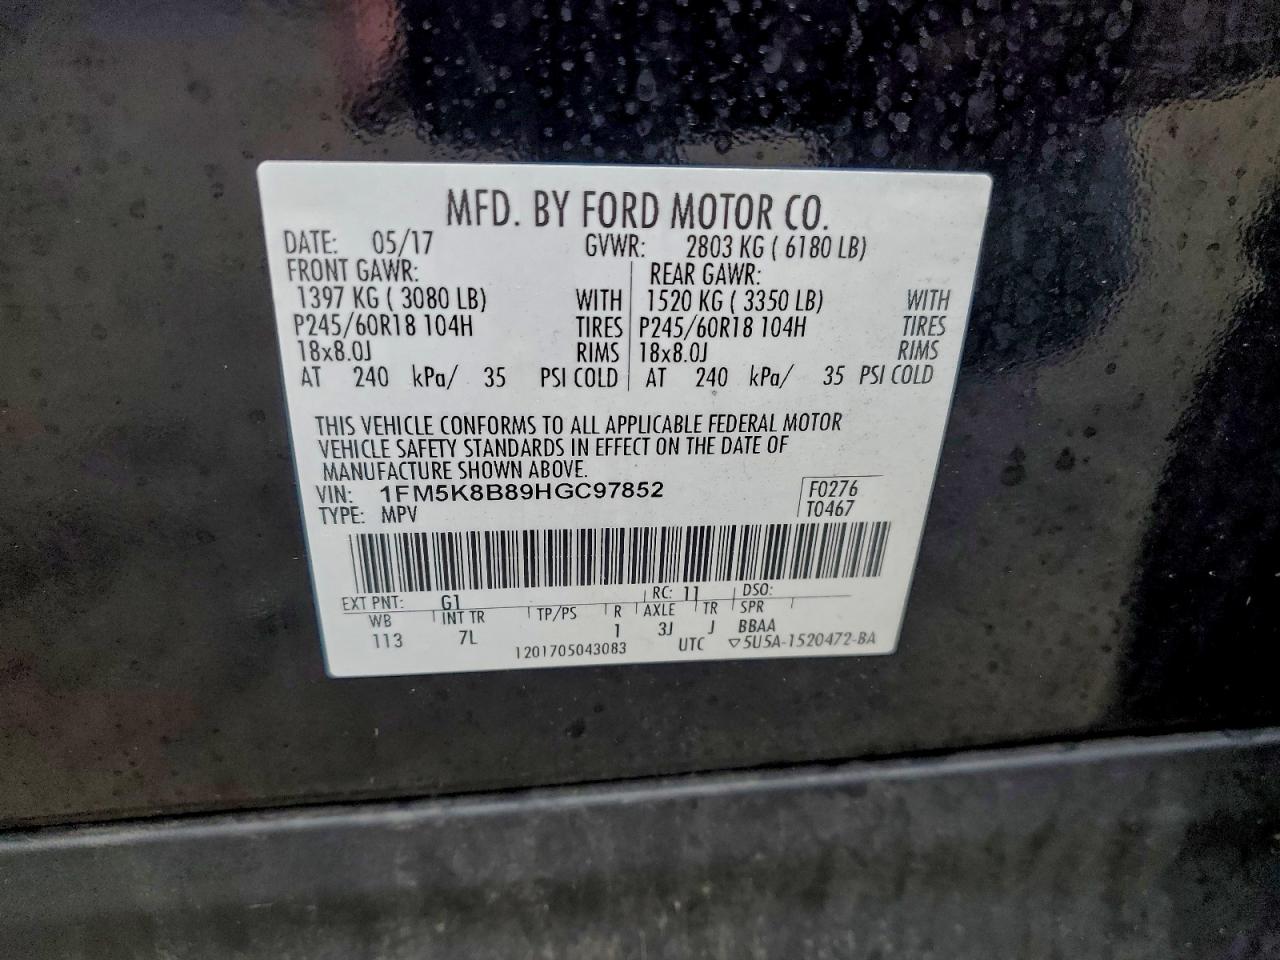 MFD. BY FORD MOTOR CO.
DATE: 05/17 GVWR: 2803 KG ( 6180 LB)
FRONT GAWR: REAR GAWR:
1397 KG ( 3080 LB) WITH 1520 KG ( 3350 LB) WITH
P245/60R18 104H TIRES P245/60R18 104H TIRES
18x8.0J RIMS 18x8.0J RIMS
AT 240 kPa/ 35 PSI COLD AT 240 kPa/ 35 PSI COLD
THIS VEHICLE CONFORMS TO ALL APPLICABLE FEDERAL MOTOR
VEHICLE SAFETY STANDARDS IN EFFECT ON THE DATE OF
MANUFACTURE SHOWN ABOVE.
VIN: 1FM5K8B89HGC97852 F0276
TYPE: MPV T0467
EXT PNT: G1 RC: 11 DSO:
WB INT TR TP/PS R AXLE TR SPR
113 7L 1 3J J BBAA
1201705043083 UTC ▽5U5A-1520472-BA